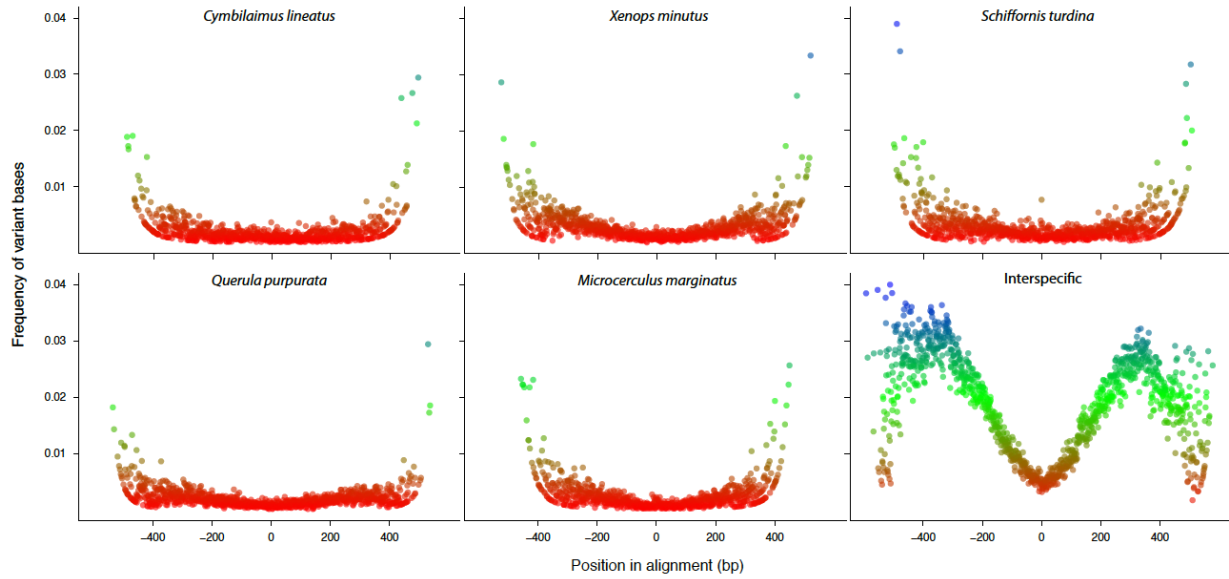 Cymbilaimus lineatus Xenops minutus Schiffornis turdina
0.04
0.03
0.02
0.01
Querula purpurata Microcerculus marginatus Interspecific
0.04
0.03
0.02
0.01
Frequency of variant bases
−400 −200 0 200 400 −400 −200 0 200 400 −400 −200 0 200 400
Position in alignment (bp)